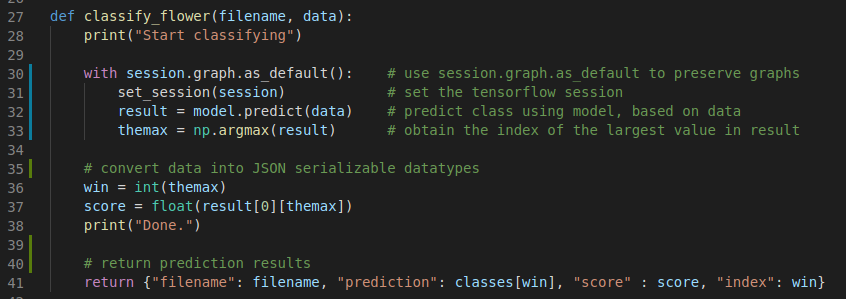 27 def classify_flower(filename, data):
28     print("Start classifying")
29
30     with session.graph.as_default():    # use session.graph.as_default to preserve graphs
31         set_session(session)            # set the tensorflow session
32         result = model.predict(data)    # predict class using model, based on data
33         themax = np.argmax(result)      # obtain the index of the largest value in result
34
35     # convert data into JSON serializable datatypes
36     win = int(themax)
37     score = float(result[0][themax])
38     print("Done.")
39
40     # return prediction results
41     return {"filename": filename, "prediction": classes[win], "score" : score, "index": win}